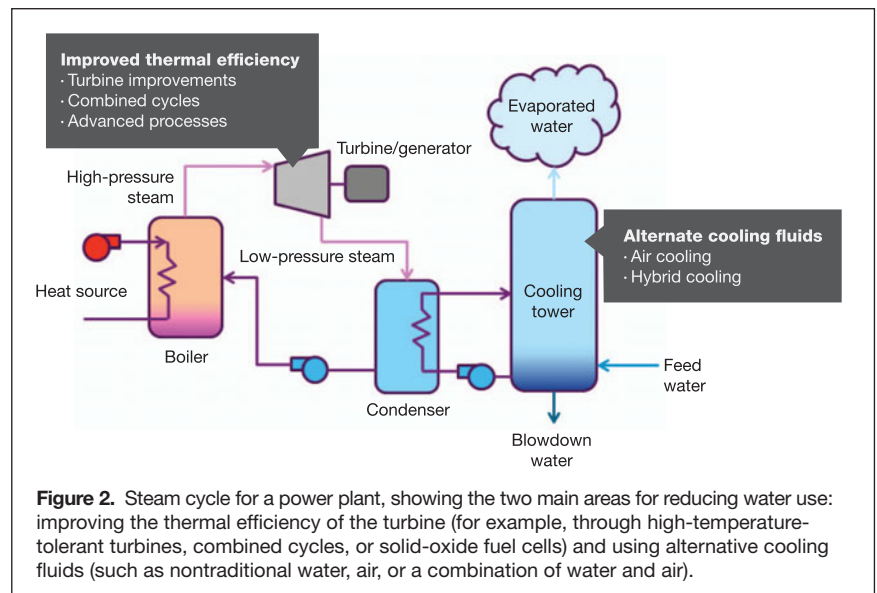 Improved thermal efficiency
· Turbine improvements
· Combined cycles
· Advanced processes
Evaporated
water
Turbine/generator
High-pressure
steam
Alternate cooling fluids
· Air cooling
· Hybrid cooling
Low-pressure steam
Heat source
Cooling
tower
Boiler
Feed
water
Condenser
Blowdown
water
Figure 2. Steam cycle for a power plant, showing the two main areas for reducing water use:
improving the thermal efficiency of the turbine (for example, through high-temperature-
tolerant turbines, combined cycles, or solid-oxide fuel cells) and using alternative cooling
fluids (such as nontraditional water, air, or a combination of water and air).